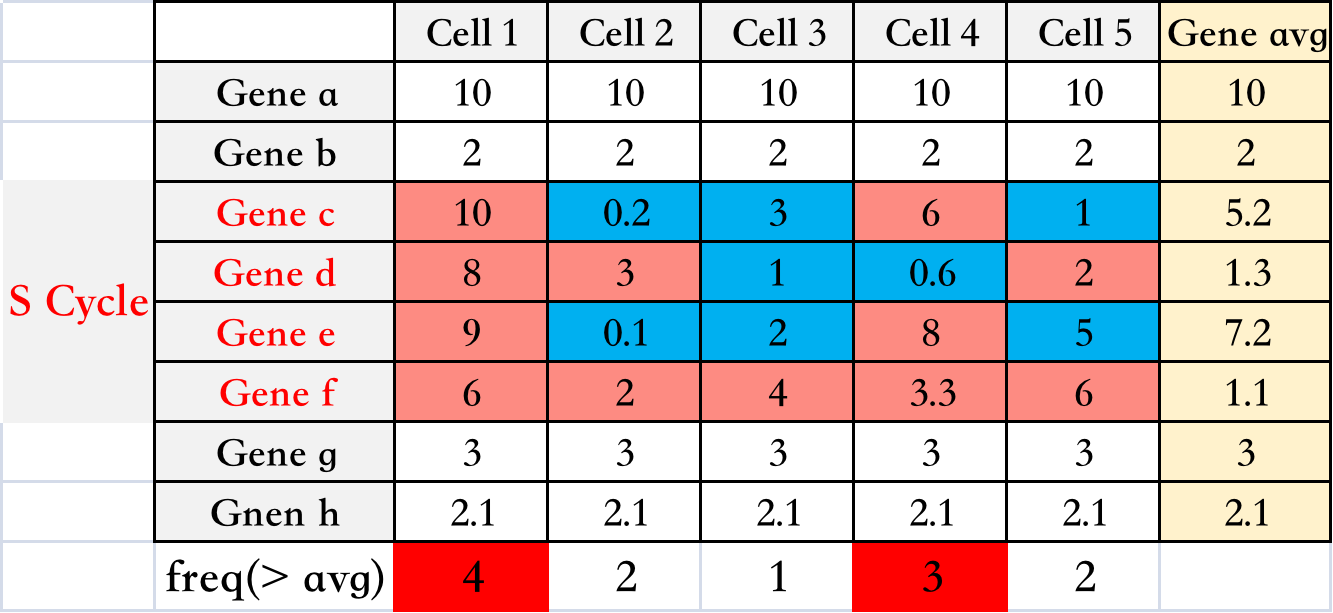 Cell 1 Cell 2 Cell 3 Cell 4 Cell 5 Gene avg
Gene a 10 10 10 10 10 10
Gene b 2 2 2 2 2 2
Gene c 10 0.2 3 6 1 5.2
Gene d 8 3 1 0.6 2 1.3
S Cycle
Gene e 9 0.1 2 8 5 7.2
Gene f 6 2 4 3.3 6 1.1
Gene g 3 3 3 3 3 3
Gnen h 2.1 2.1 2.1 2.1 2.1 2.1
freq(> avg) 4 2 1 3 2